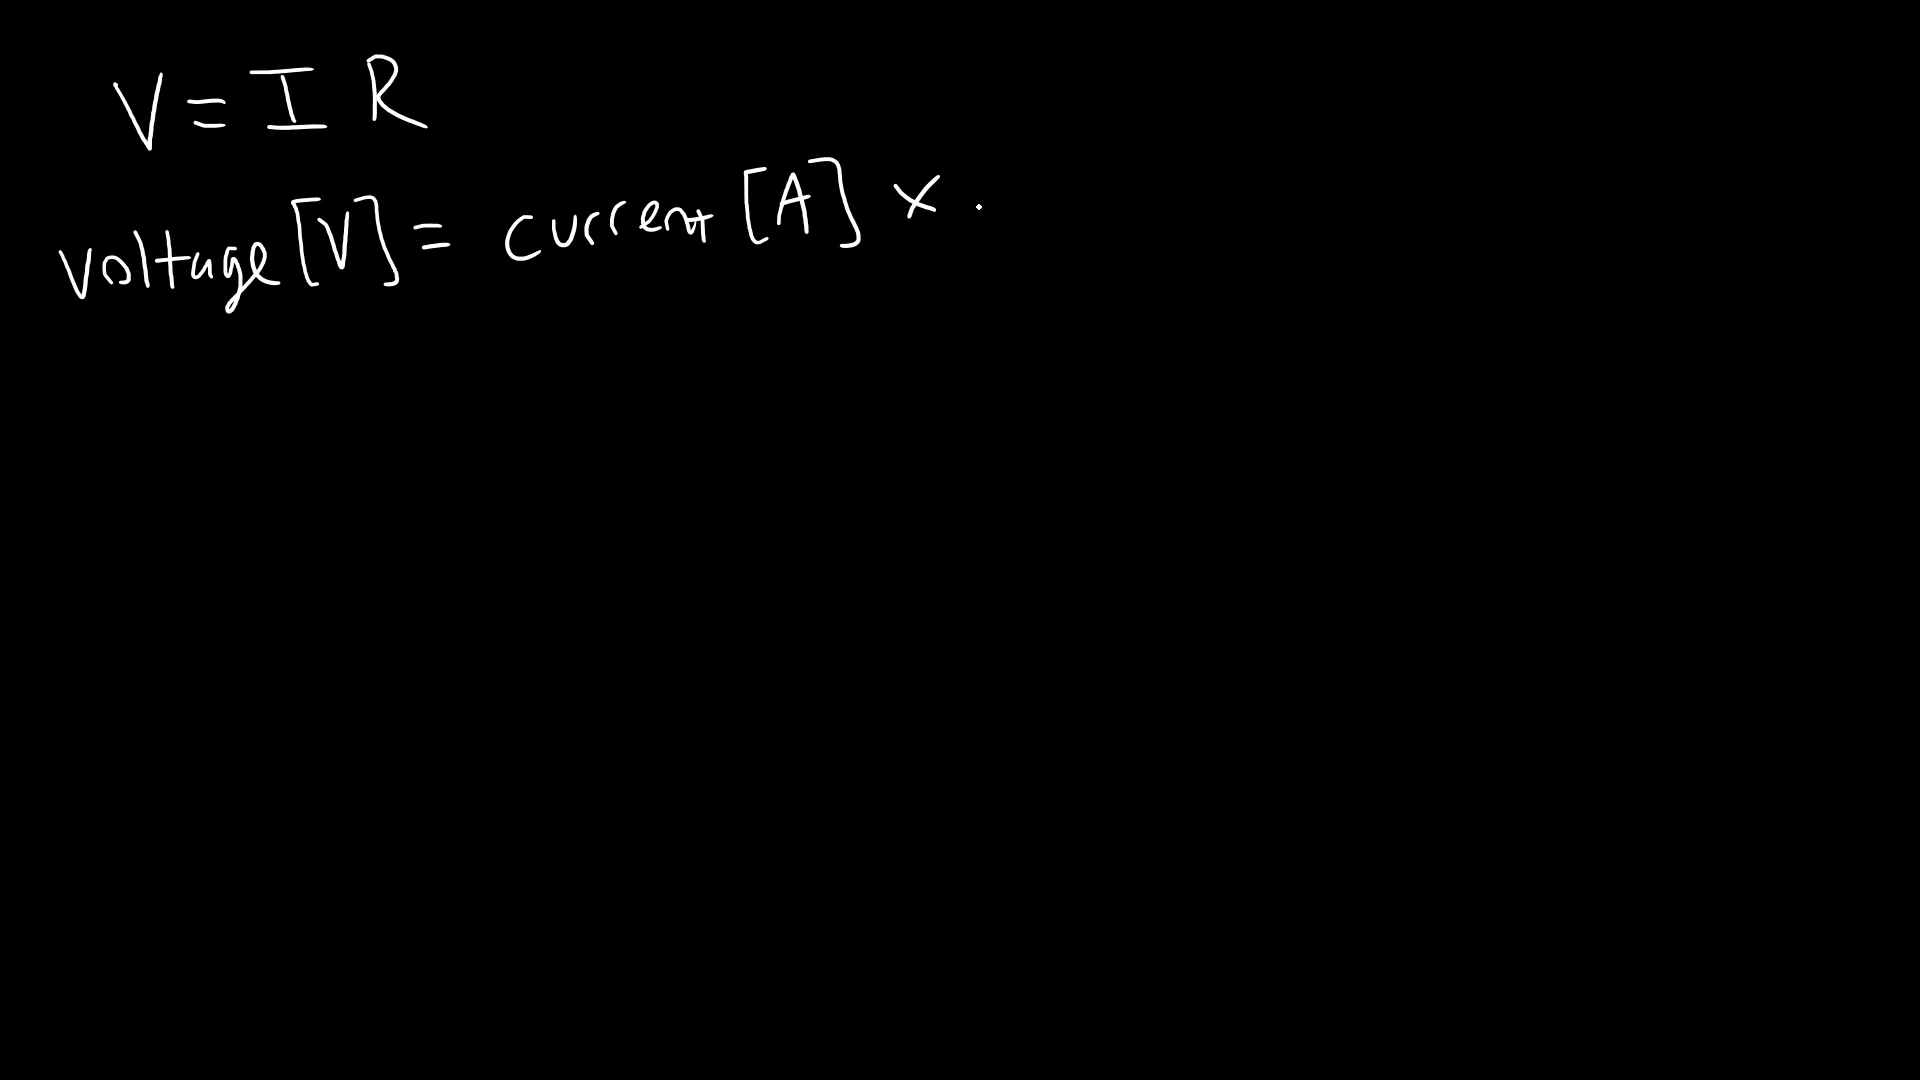 V = I R
voltage [V] = current [A] × .